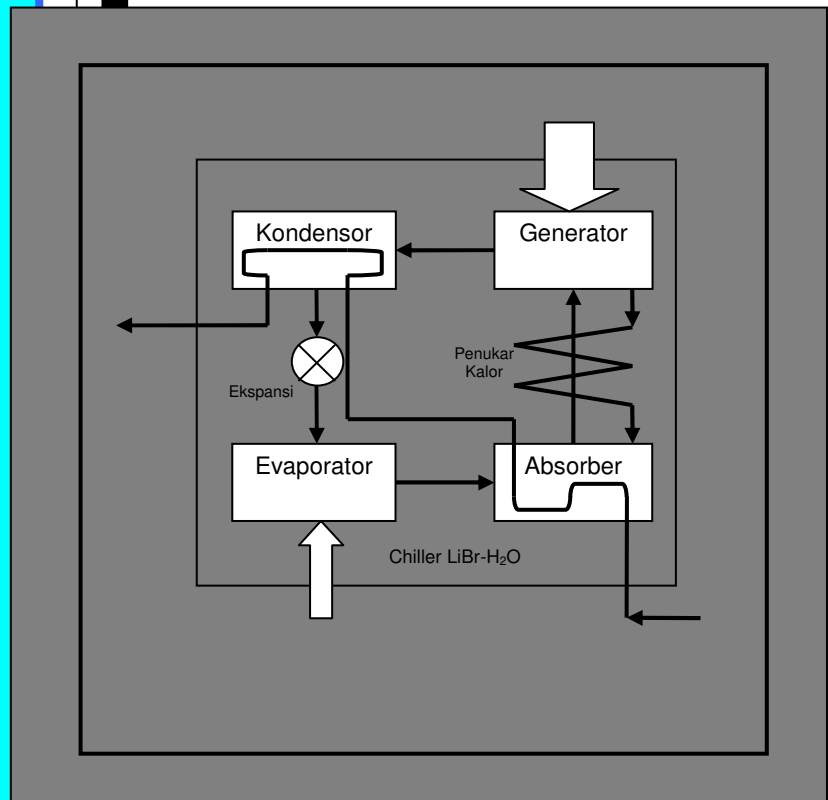 Kondensor
Generator
Penukar
Kalor
Ekspansi
Evaporator
Absorber
Chiller LiBr-H₂O